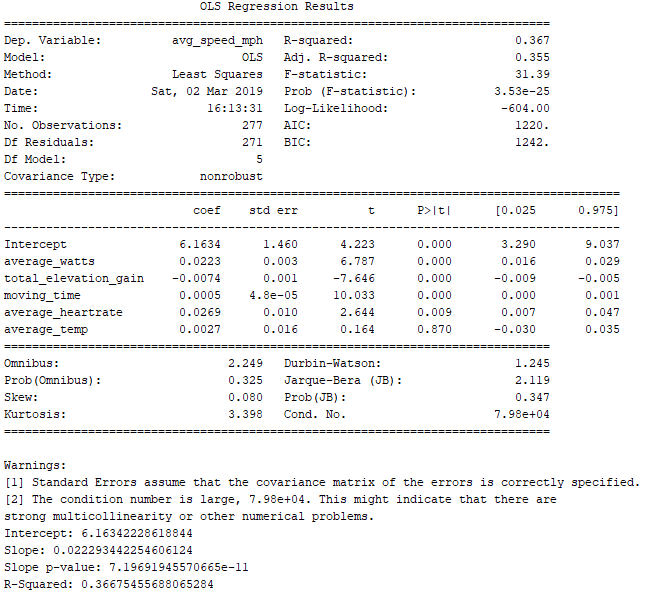 OLS Regression Results
==============================================================================
Dep. Variable: avg_speed_mph R-squared: 0.367
Model: OLS Adj. R-squared: 0.355
Method: Least Squares F-statistic: 31.39
Date: Sat, 02 Mar 2019 Prob (F-statistic): 3.53e-25
Time: 16:13:31 Log-Likelihood: -604.00
No. Observations: 277 AIC: 1220.
Df Residuals: 271 BIC: 1242.
Df Model: 5
Covariance Type: nonrobust
========================================================================================
coef std err t P>|t| [0.025 0.975]
----------------------------------------------------------------------------------------
Intercept 6.1634 1.460 4.223 0.000 3.290 9.037
average_watts 0.0223 0.003 6.787 0.000 0.016 0.029
total_elevation_gain -0.0074 0.001 -7.646 0.000 -0.009 -0.005
moving_time 0.0005 4.8e-05 10.033 0.000 0.000 0.001
average_heartrate 0.0269 0.010 2.644 0.009 0.007 0.047
average_temp 0.0027 0.016 0.164 0.870 -0.030 0.035
==============================================================================
Omnibus: 2.249 Durbin-Watson: 1.245
Prob(Omnibus): 0.325 Jarque-Bera (JB): 2.119
Skew: 0.080 Prob(JB): 0.347
Kurtosis: 3.398 Cond. No. 7.98e+04
==============================================================================
Warnings:
[1] Standard Errors assume that the covariance matrix of the errors is correctly specified.
[2] The condition number is large, 7.98e+04. This might indicate that there are
strong multicollinearity or other numerical problems.
Intercept: 6.16342228618844
Slope: 0.022293442254606124
Slope p-value: 7.19691945570665e-11
R-Squared: 0.36675455688065284